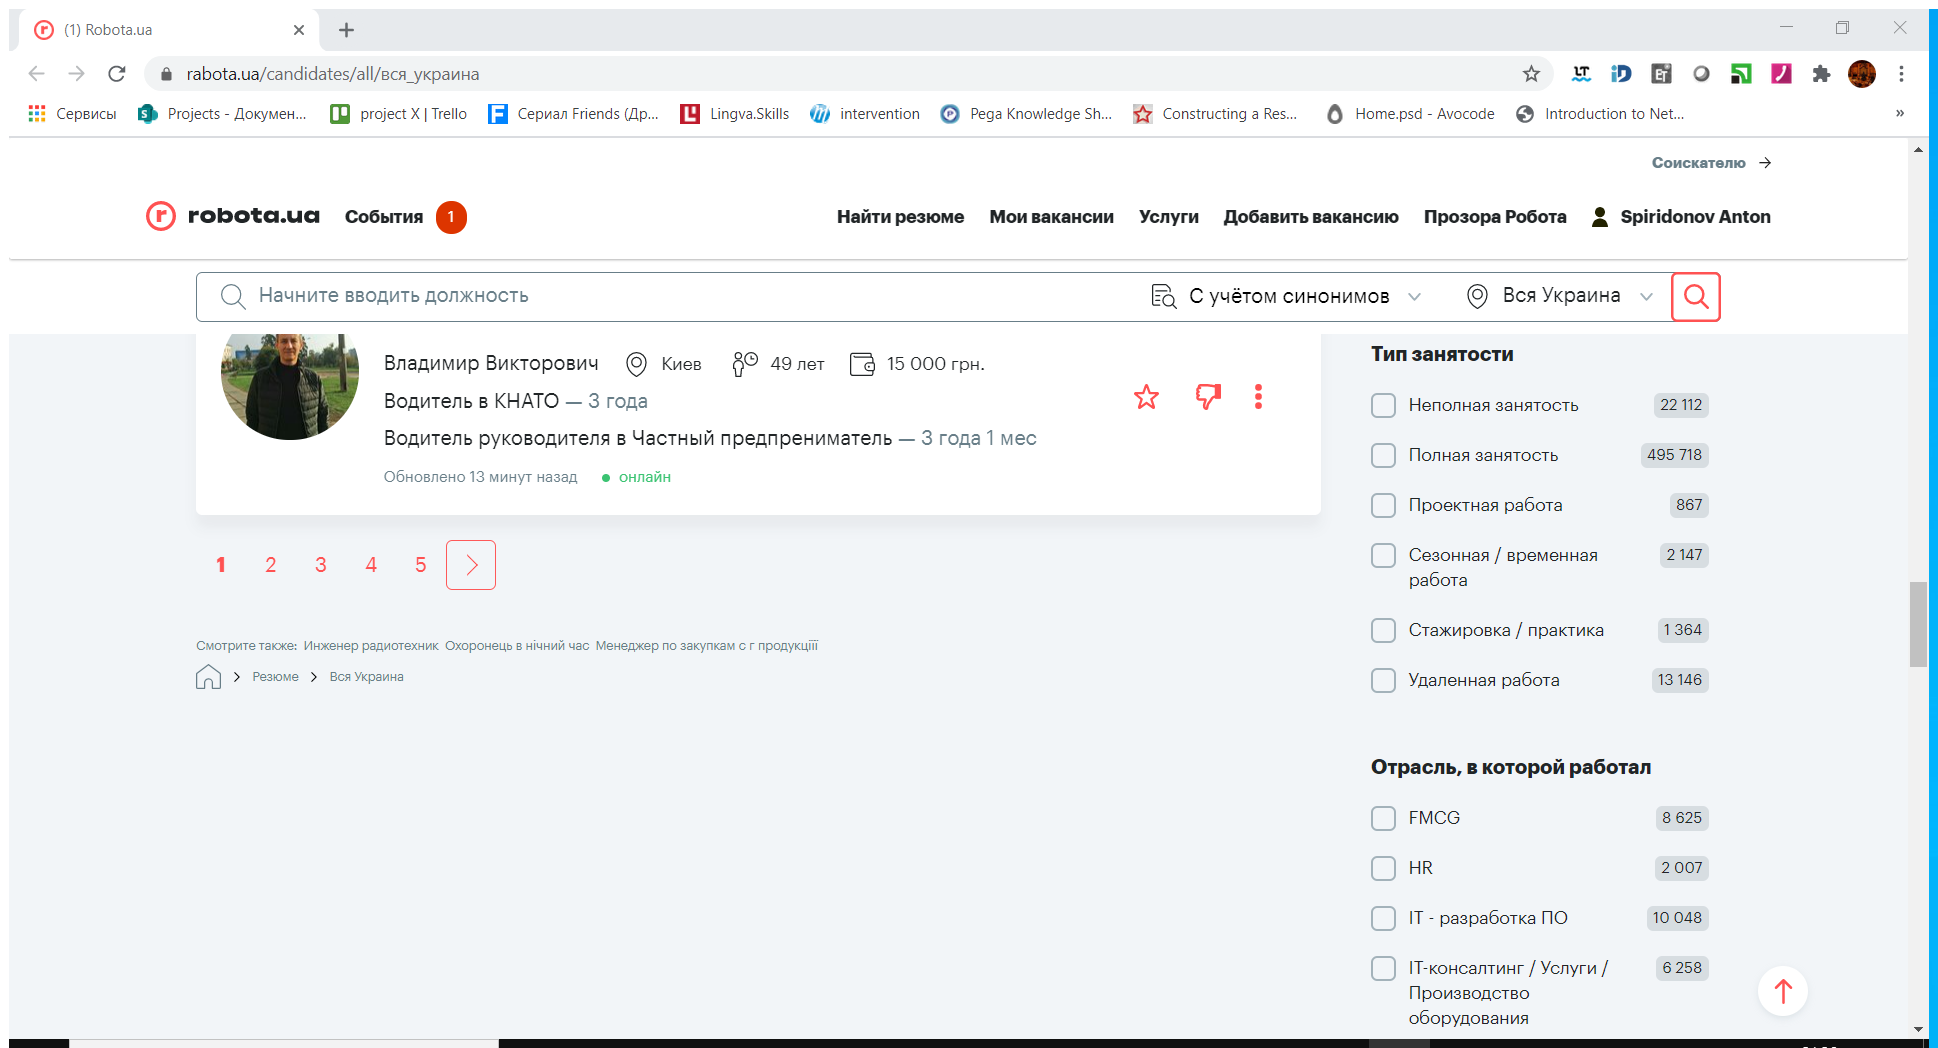 (1) Robota.ua
rabota.ua/candidates/all/вся_украина
Сервисы
Projects - Докумен...
project X | Trello
Сериал Friends (Др...
Lingva.Skills
intervention
Pega Knowledge Sh...
Constructing a Res...
Home.psd - Avocode
Introduction to Net...
»
Соискателю →
robota.ua
События 1
Найти резюме
Мои вакансии
Услуги
Добавить вакансию
Прозора Робота
Spiridonov Anton
Начните вводить должность
С учётом синонимов
Вся Украина
Владимир Викторович Киев 49 лет 15 000 грн.
Водитель в КНАТО — 3 года
Водитель руководителя в Частный предпрениматель — 3 года 1 мес
Обновлено 13 минут назад • онлайн
1 2 3 4 5
Смотрите также: Инженер радиотехник Охоронець в нічний час Менеджер по закупкам с г продукціїї
Резюме > Вся Украина
Тип занятости
Неполная занятость 22 112
Полная занятость 495 718
Проектная работа 867
Сезонная / временная 2 147
работа
Стажировка / практика 1 364
Удаленная работа 13 146
Отрасль, в которой работал
FMCG 8 625
HR 2 007
IT - разработка ПО 10 048
IT-консалтинг / Услуги / 6 258
Производство
оборудования